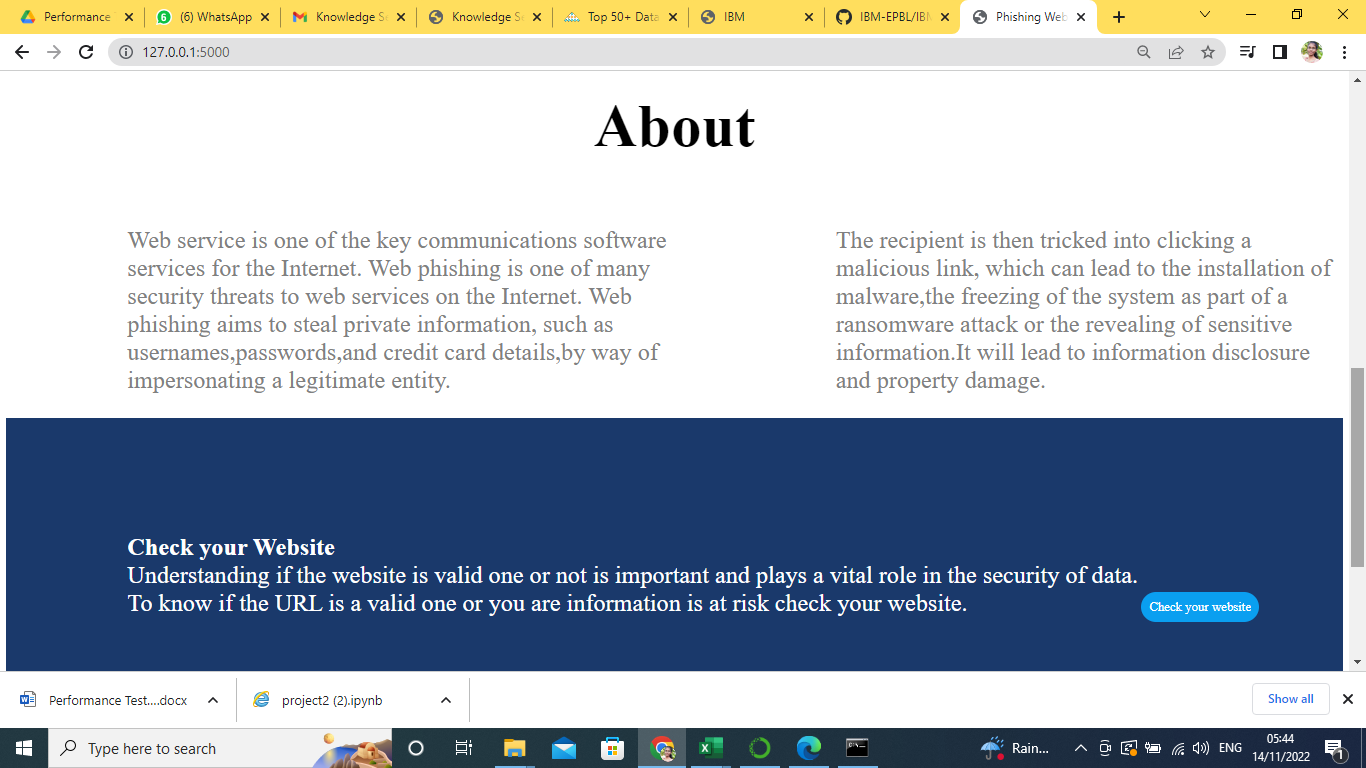 Performance
(6) WhatsApp
Knowledge Se
Knowledge Se
Top 50+ Data
IBM
IBM-EPBL/IBM
Phishing Web
127.0.0.1:5000
About
Web service is one of the key communications software
services for the Internet. Web phishing is one of many
security threats to web services on the Internet. Web
phishing aims to steal private information, such as
usernames,passwords,and credit card details,by way of
impersonating a legitimate entity.
The recipient is then tricked into clicking a
malicious link, which can lead to the installation of
malware,the freezing of the system as part of a
ransomware attack or the revealing of sensitive
information.It will lead to information disclosure
and property damage.
Check your Website
Understanding if the website is valid one or not is important and plays a vital role in the security of data.
To know if the URL is a valid one or you are information is at risk check your website.
Check your website
Performance Test....docx
project2 (2).ipynb
Show all
Type here to search
Rain...
ENG
05:44
14/11/2022
1